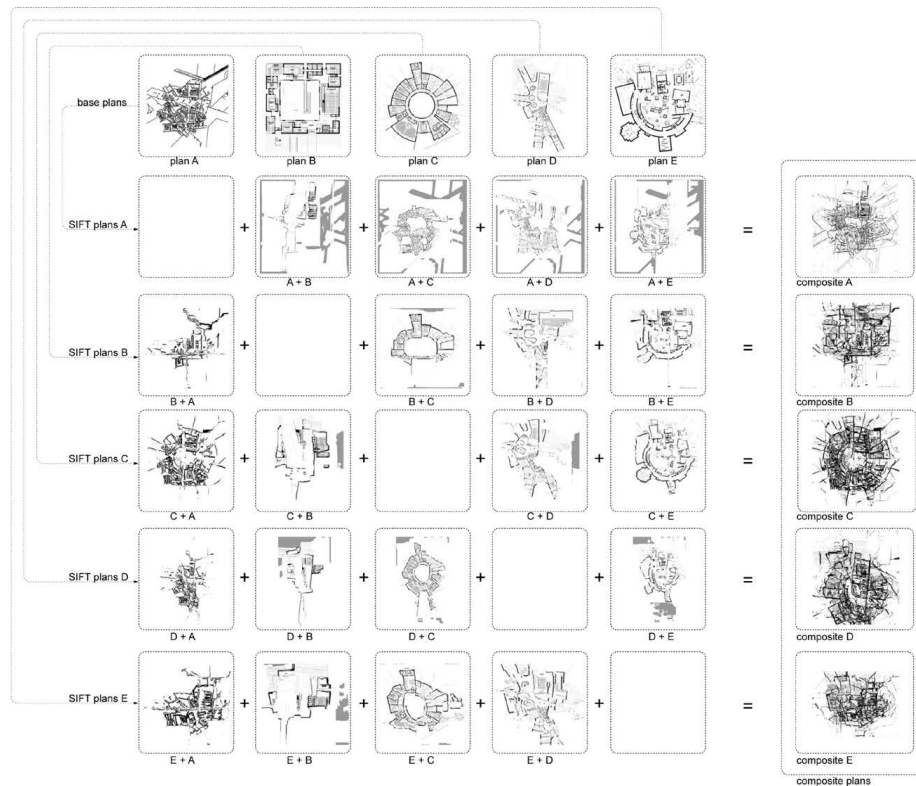 base plans
plan A
plan B
plan C
plan D
plan E
SIFT plans A
+
+
+
+
=
A + B
A + C
A + D
A + E
composite A
SIFT plans B
+
+
+
+
=
B + A
B + C
B + D
B + E
composite B
SIFT plans C
+
+
+
+
=
C + A
C + B
C + D
C + E
composite C
SIFT plans D
+
+
+
+
=
D + A
D + B
D + C
D + E
composite D
SIFT plans E
+
+
+
+
=
E + A
E + B
E + C
E + D
composite E
composite plans